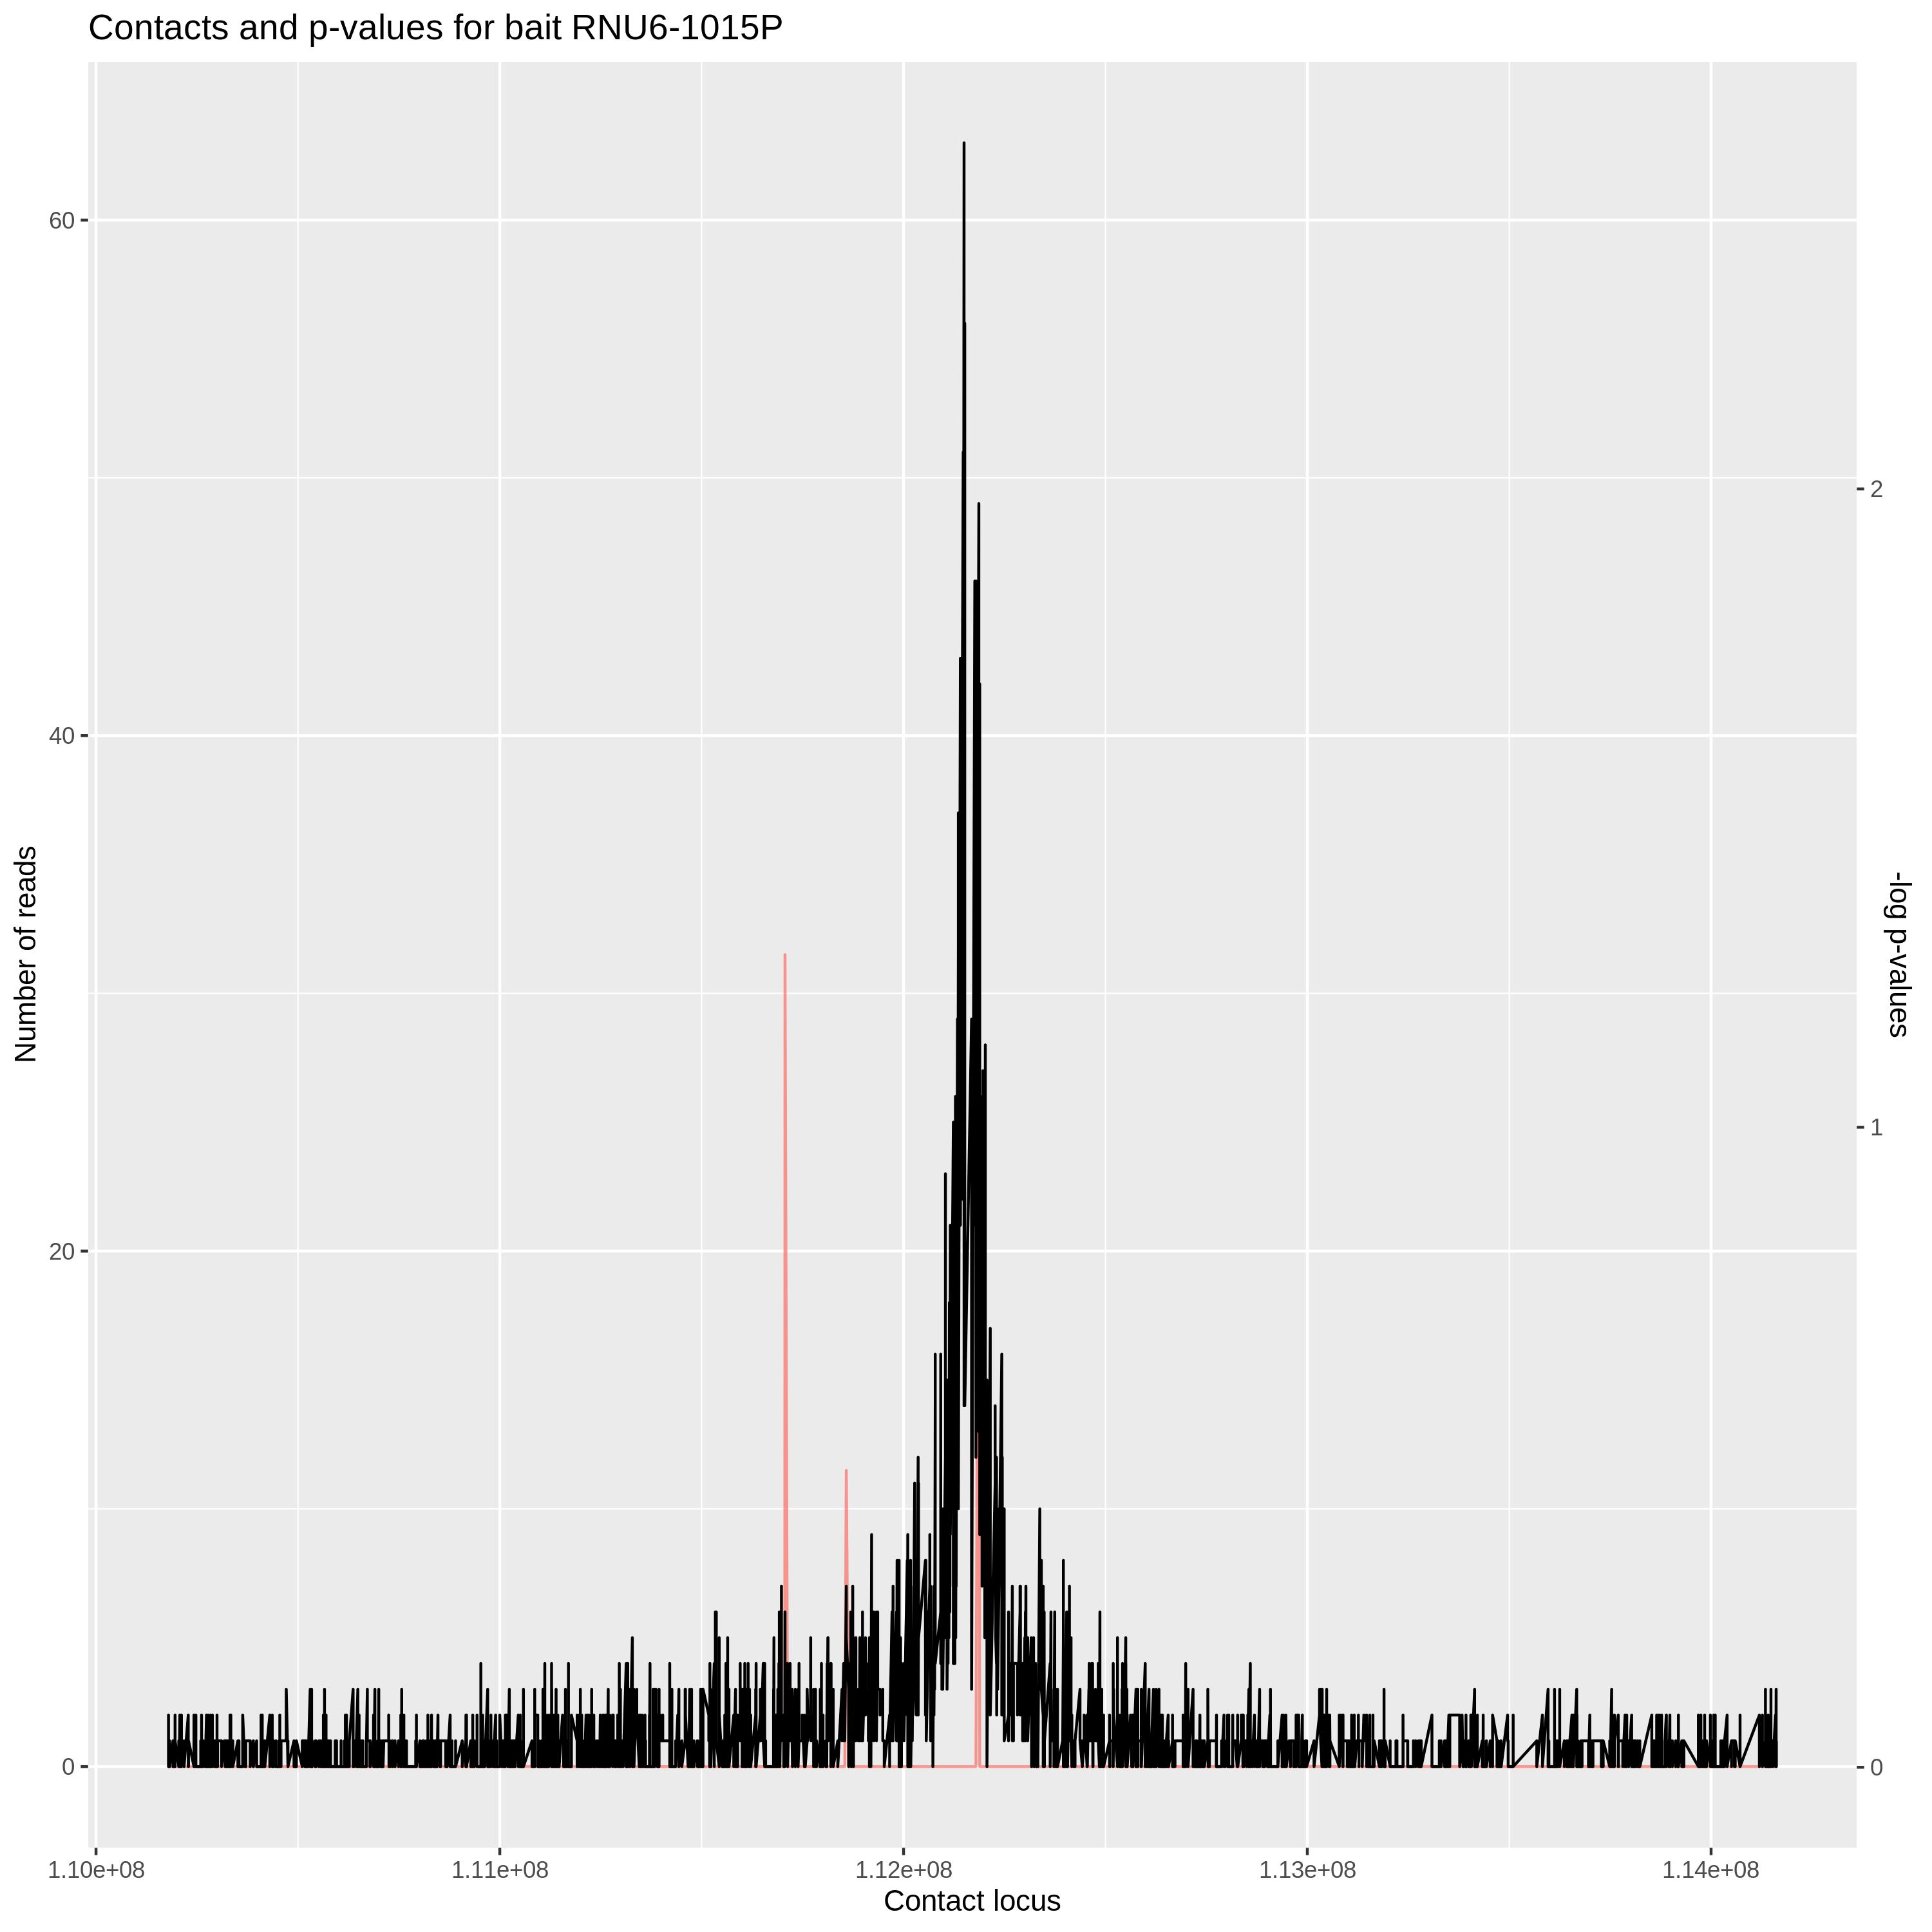 Contacts and p-values for bait RNU6-1015P
Number of reads
60
40
20
0
2
1
0
-log p-values
1.10e+08
1.11e+08
1.12e+08
1.13e+08
1.14e+08
Contact locus